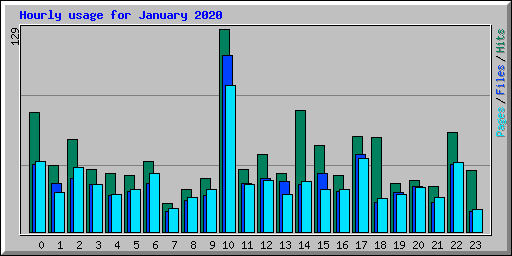 Hourly usage for January 2020
129
Pages/Files/Hits
0 1 2 3 4 5 6 7 8 9 10 11 12 13 14 15 16 17 18 19 20 21 22 23